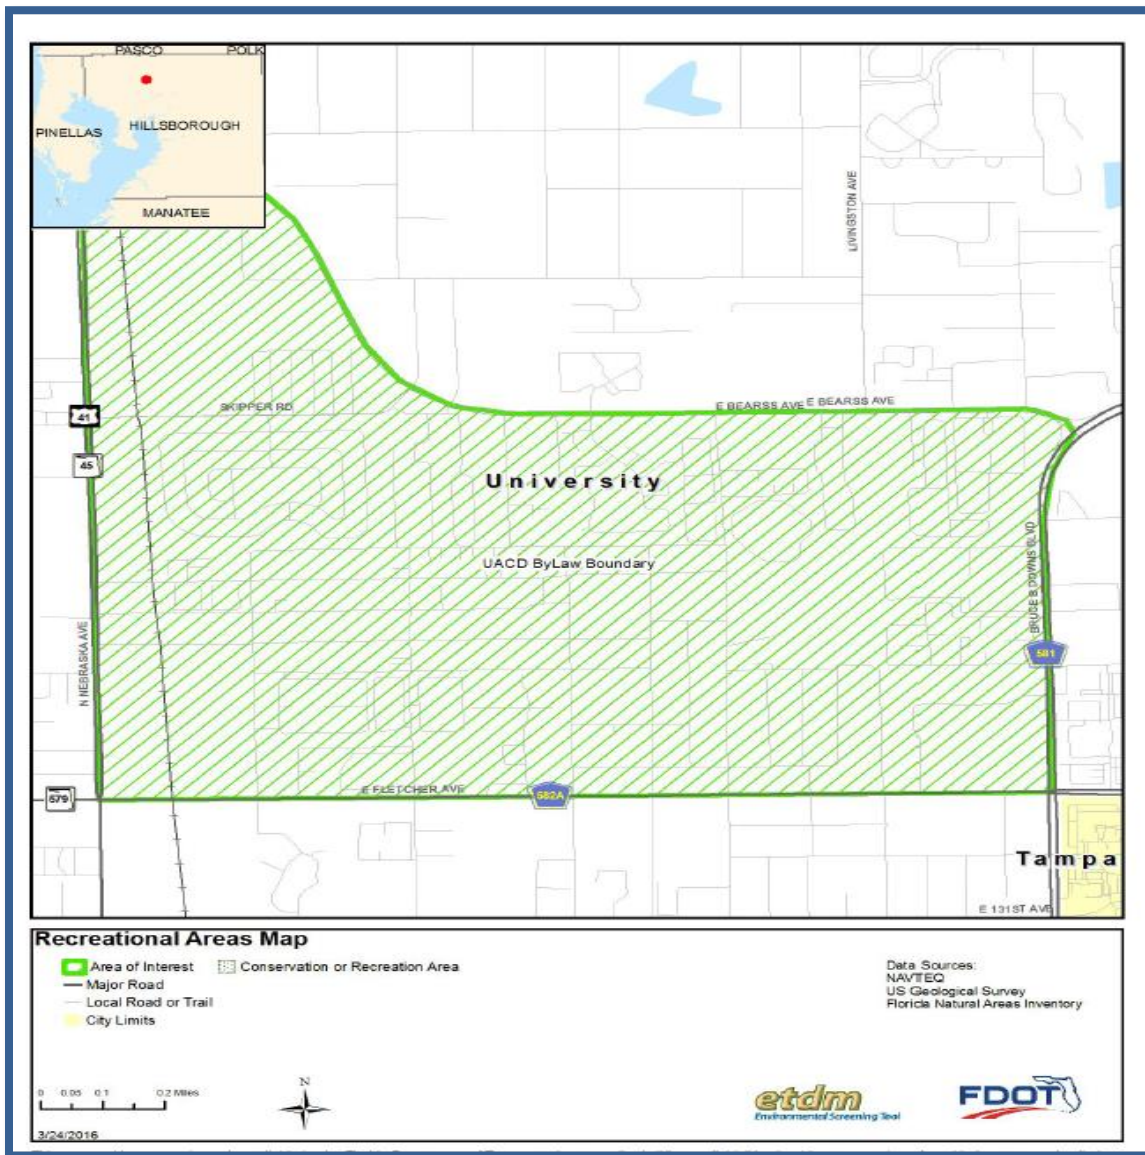 PASCO
POLK
PINELLAS
HILLSBOROUGH
MANATEE
LIVINGSTON AVE
SKIPPER RD
E BEARSS AVE
E BEARSS AVE
41
45
University
UACD ByLaw Boundary
BRUCE B DOWNS BLVD
581
N NEBRASKA AVE
579
E FLETCHER AVE
582A
Tampa
E 131ST AVE
Recreational Areas Map
Area of Interest
Conservation or Recreation Area
Major Road
Local Road or Trail
City Limits
Data Sources:
NAVTEQ
US Geological Survey
Florida Natural Areas Inventory
0 0.05 0.1 0.2 Miles
N
etdm
Environmental Screening Tool
FDOT
3/24/2016